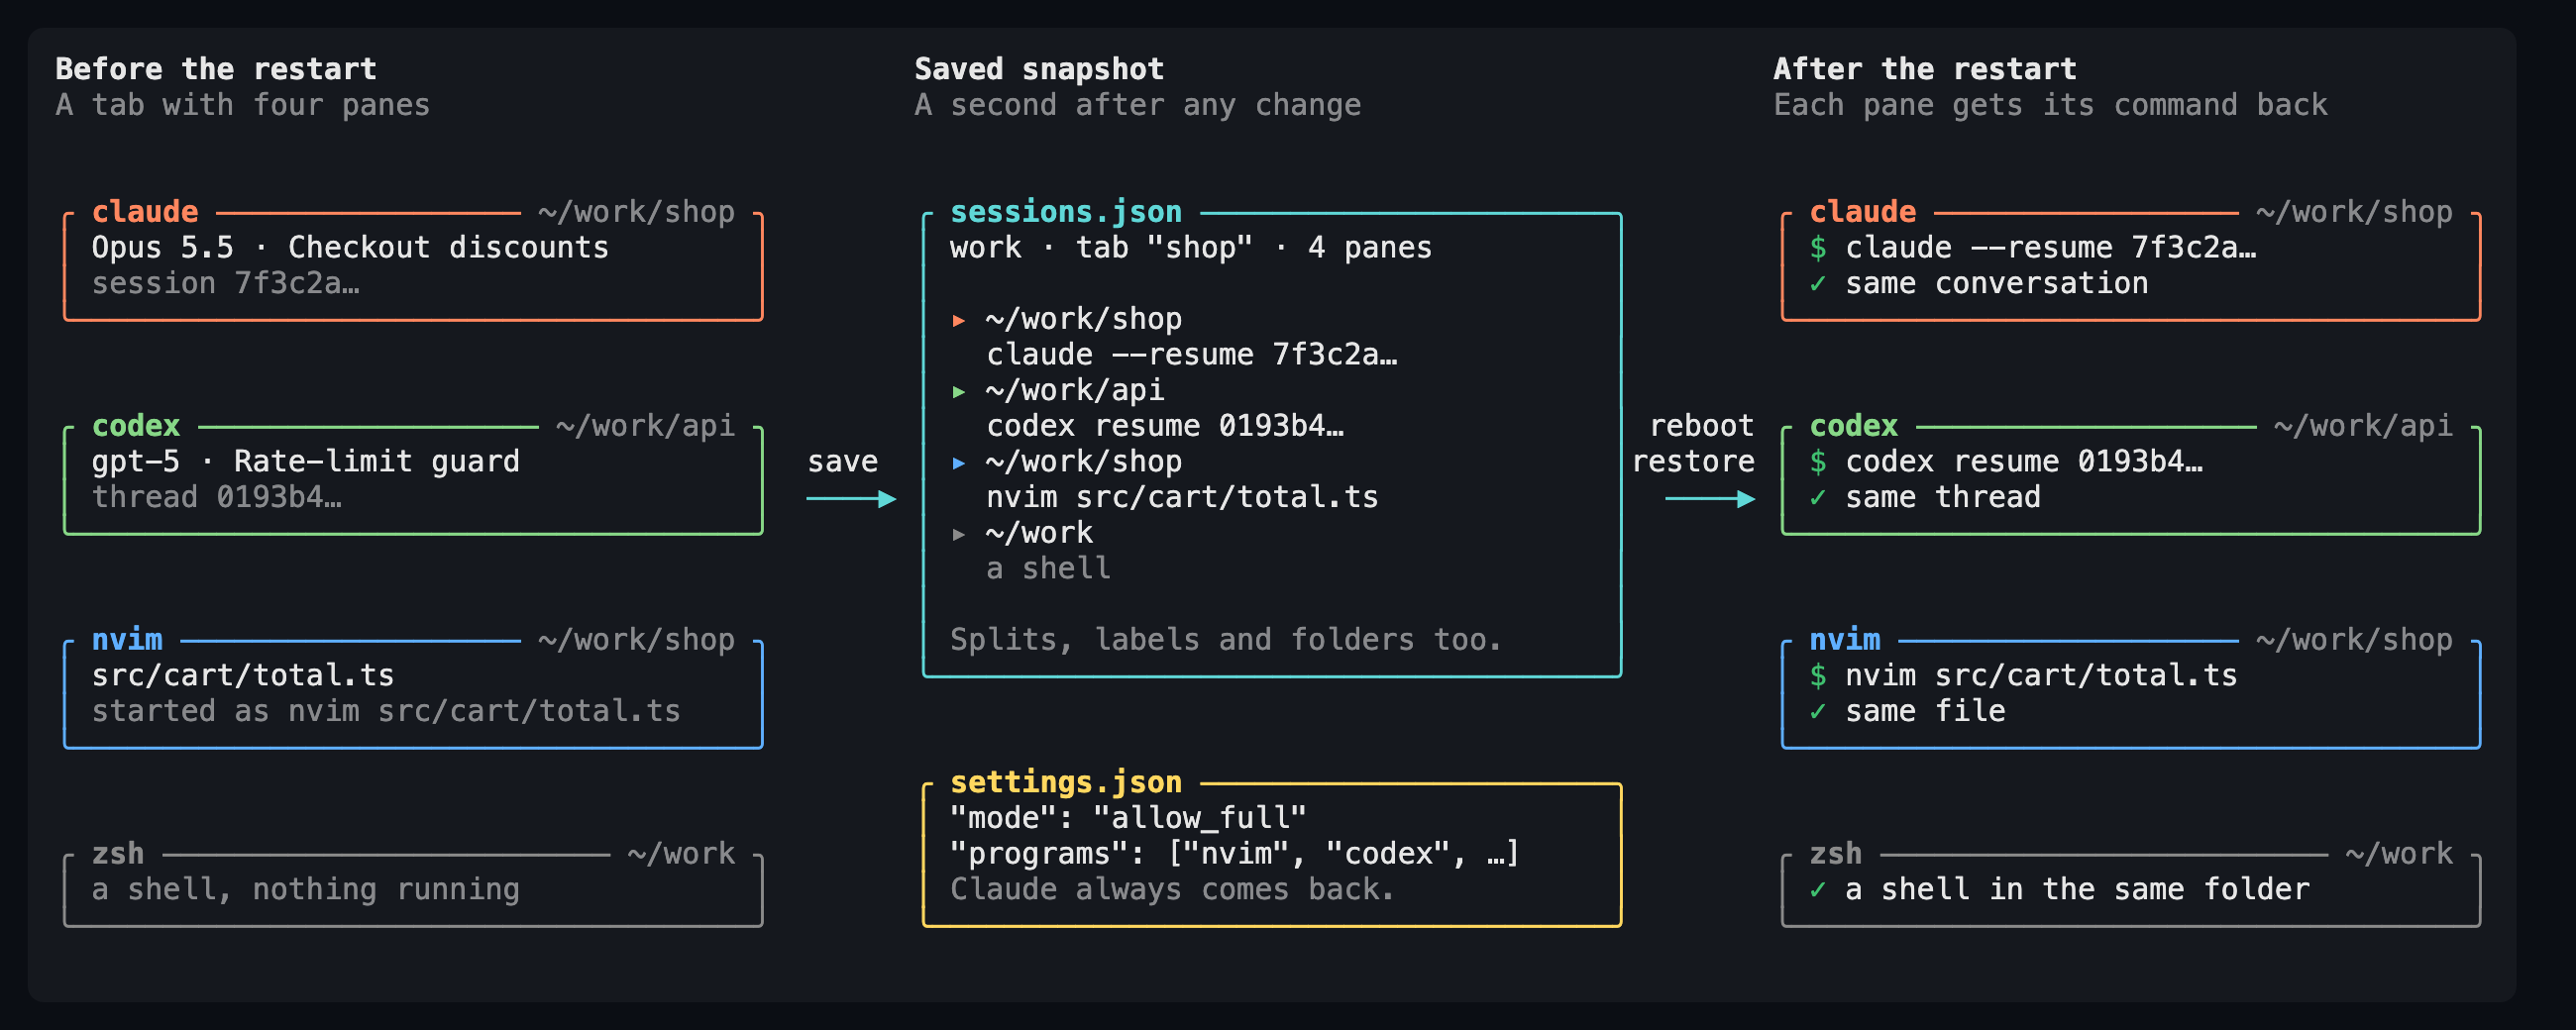 Before the restart
A tab with four panes
claude ~/work/shop
Opus 5.5 · Checkout discounts
session 7f3c2a…
codex ~/work/api
gpt-5 · Rate-limit guard
thread 0193b4…
nvim ~/work/shop
src/cart/total.ts
started as nvim src/cart/total.ts
zsh ~/work
a shell, nothing running
save
Saved snapshot
A second after any change
sessions.json
work · tab "shop" · 4 panes
▸ ~/work/shop
claude --resume 7f3c2a…
▸ ~/work/api
codex resume 0193b4…
▸ ~/work/shop
nvim src/cart/total.ts
▸ ~/work
a shell
Splits, labels and folders too.
settings.json
"mode": "allow_full"
"programs": ["nvim", "codex", …]
Claude always comes back.
reboot
restore
After the restart
Each pane gets its command back
claude ~/work/shop
$ claude --resume 7f3c2a…
✓ same conversation
codex ~/work/api
$ codex resume 0193b4…
✓ same thread
nvim ~/work/shop
$ nvim src/cart/total.ts
✓ same file
zsh ~/work
✓ a shell in the same folder